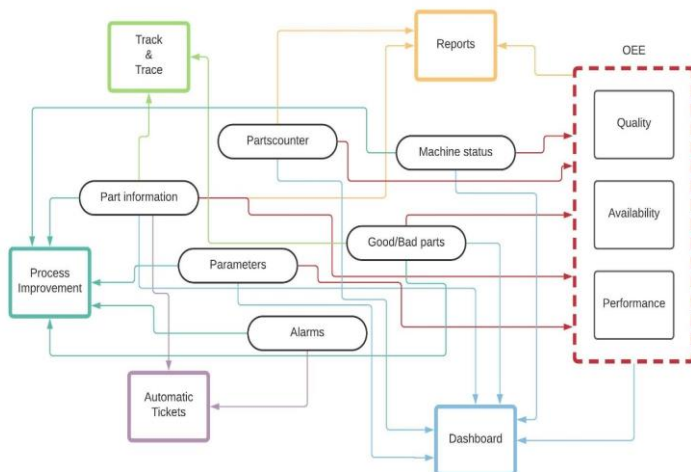 Track
&
Trace
Reports
OEE
Quality
Partscounter
Machine status
Part information
Availability
Good/Bad parts
Process
Improvement
Parameters
Performance
Alarms
Automatic
Tickets
Dashboard